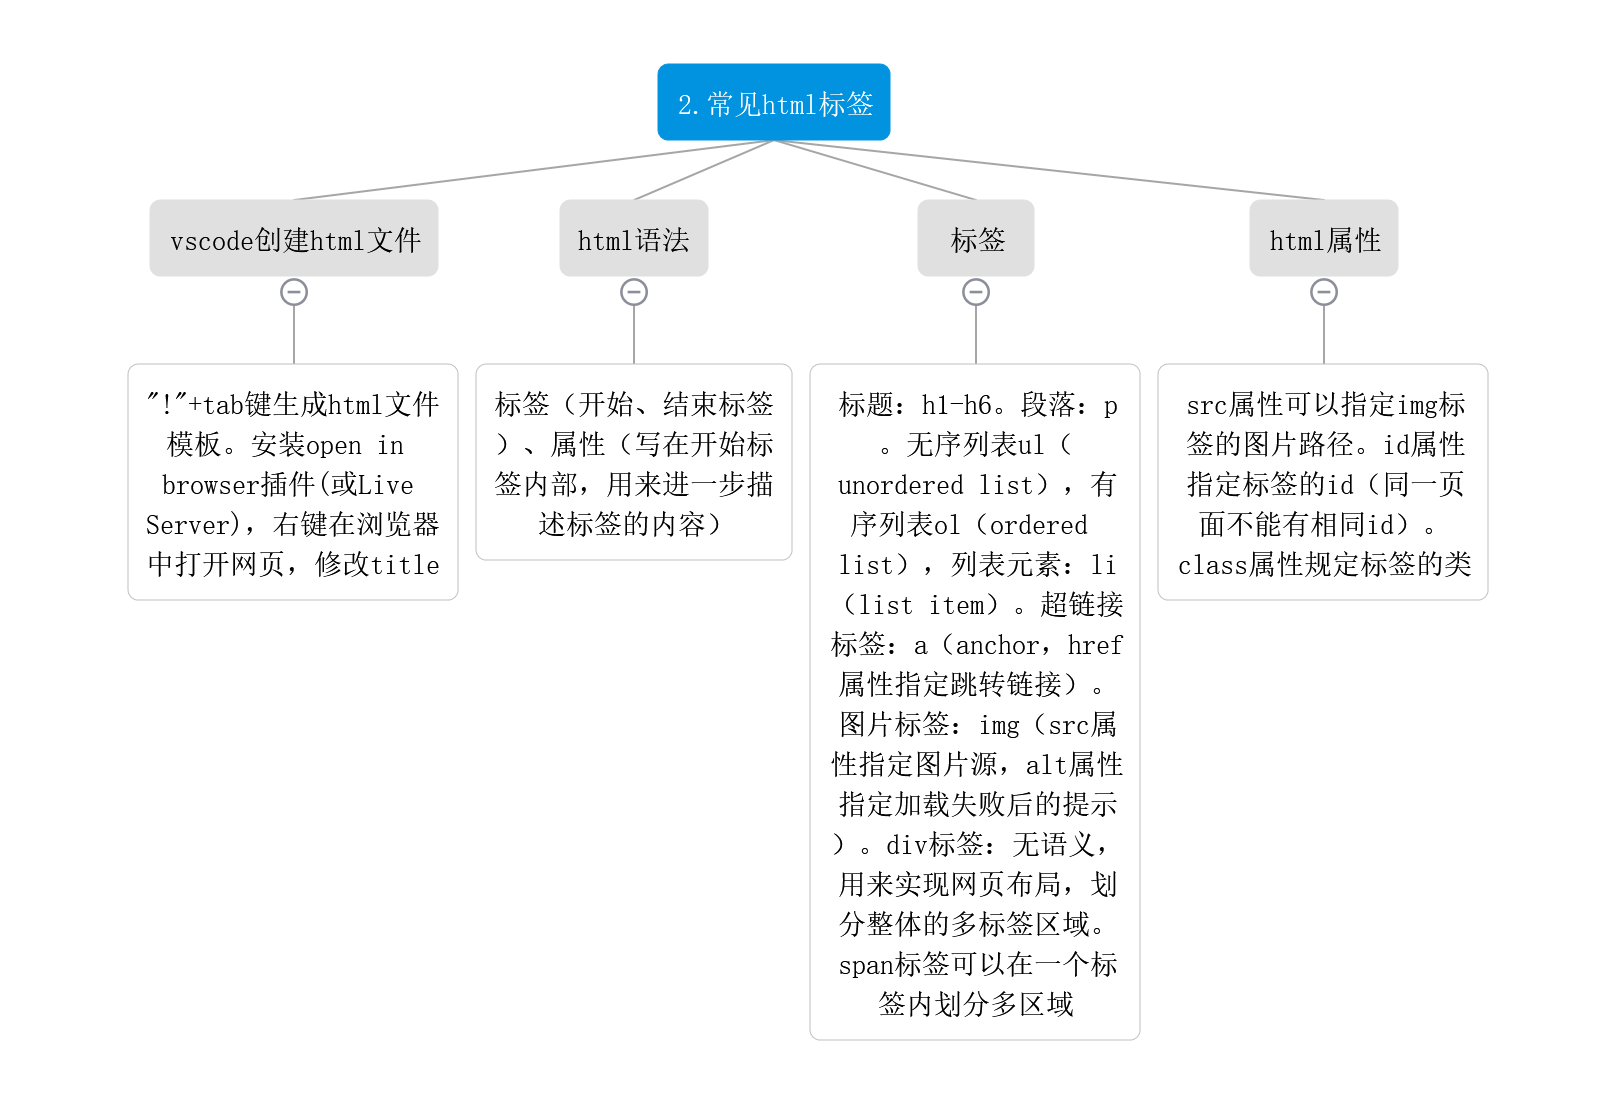 2.常见html标签
vscode创建html文件
html语法
标签
html属性
"!"+tab键生成html文件
模板。安装open in
browser插件(或Live
Server)，右键在浏览器
中打开网页，修改title
标签（开始、结束标签
）、属性（写在开始标
签内部，用来进一步描
述标签的内容）
标题：h1-h6。段落：p
。无序列表ul（
unordered list），有
序列表ol（ordered
list），列表元素：li
（list item）。超链接
标签：a（anchor，href
属性指定跳转链接）。
图片标签：img（src属
性指定图片源，alt属性
指定加载失败后的提示
）。div标签：无语义，
用来实现网页布局，划
分整体的多标签区域。
span标签可以在一个标
签内划分多区域
src属性可以指定img标
签的图片路径。id属性
指定标签的id（同一页
面不能有相同id）。
class属性规定标签的类